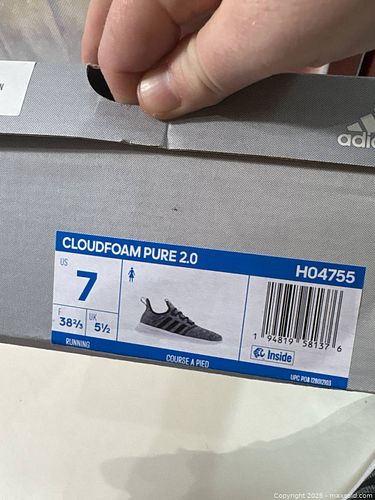 adidas
CLOUDFOAM PURE 2.0
H04755
US
7
F
38⅔
UK
5½
1 94819 58137 6
Inside
RUNNING
COURSE A PIED
Copyright 2025 - maxsold.com